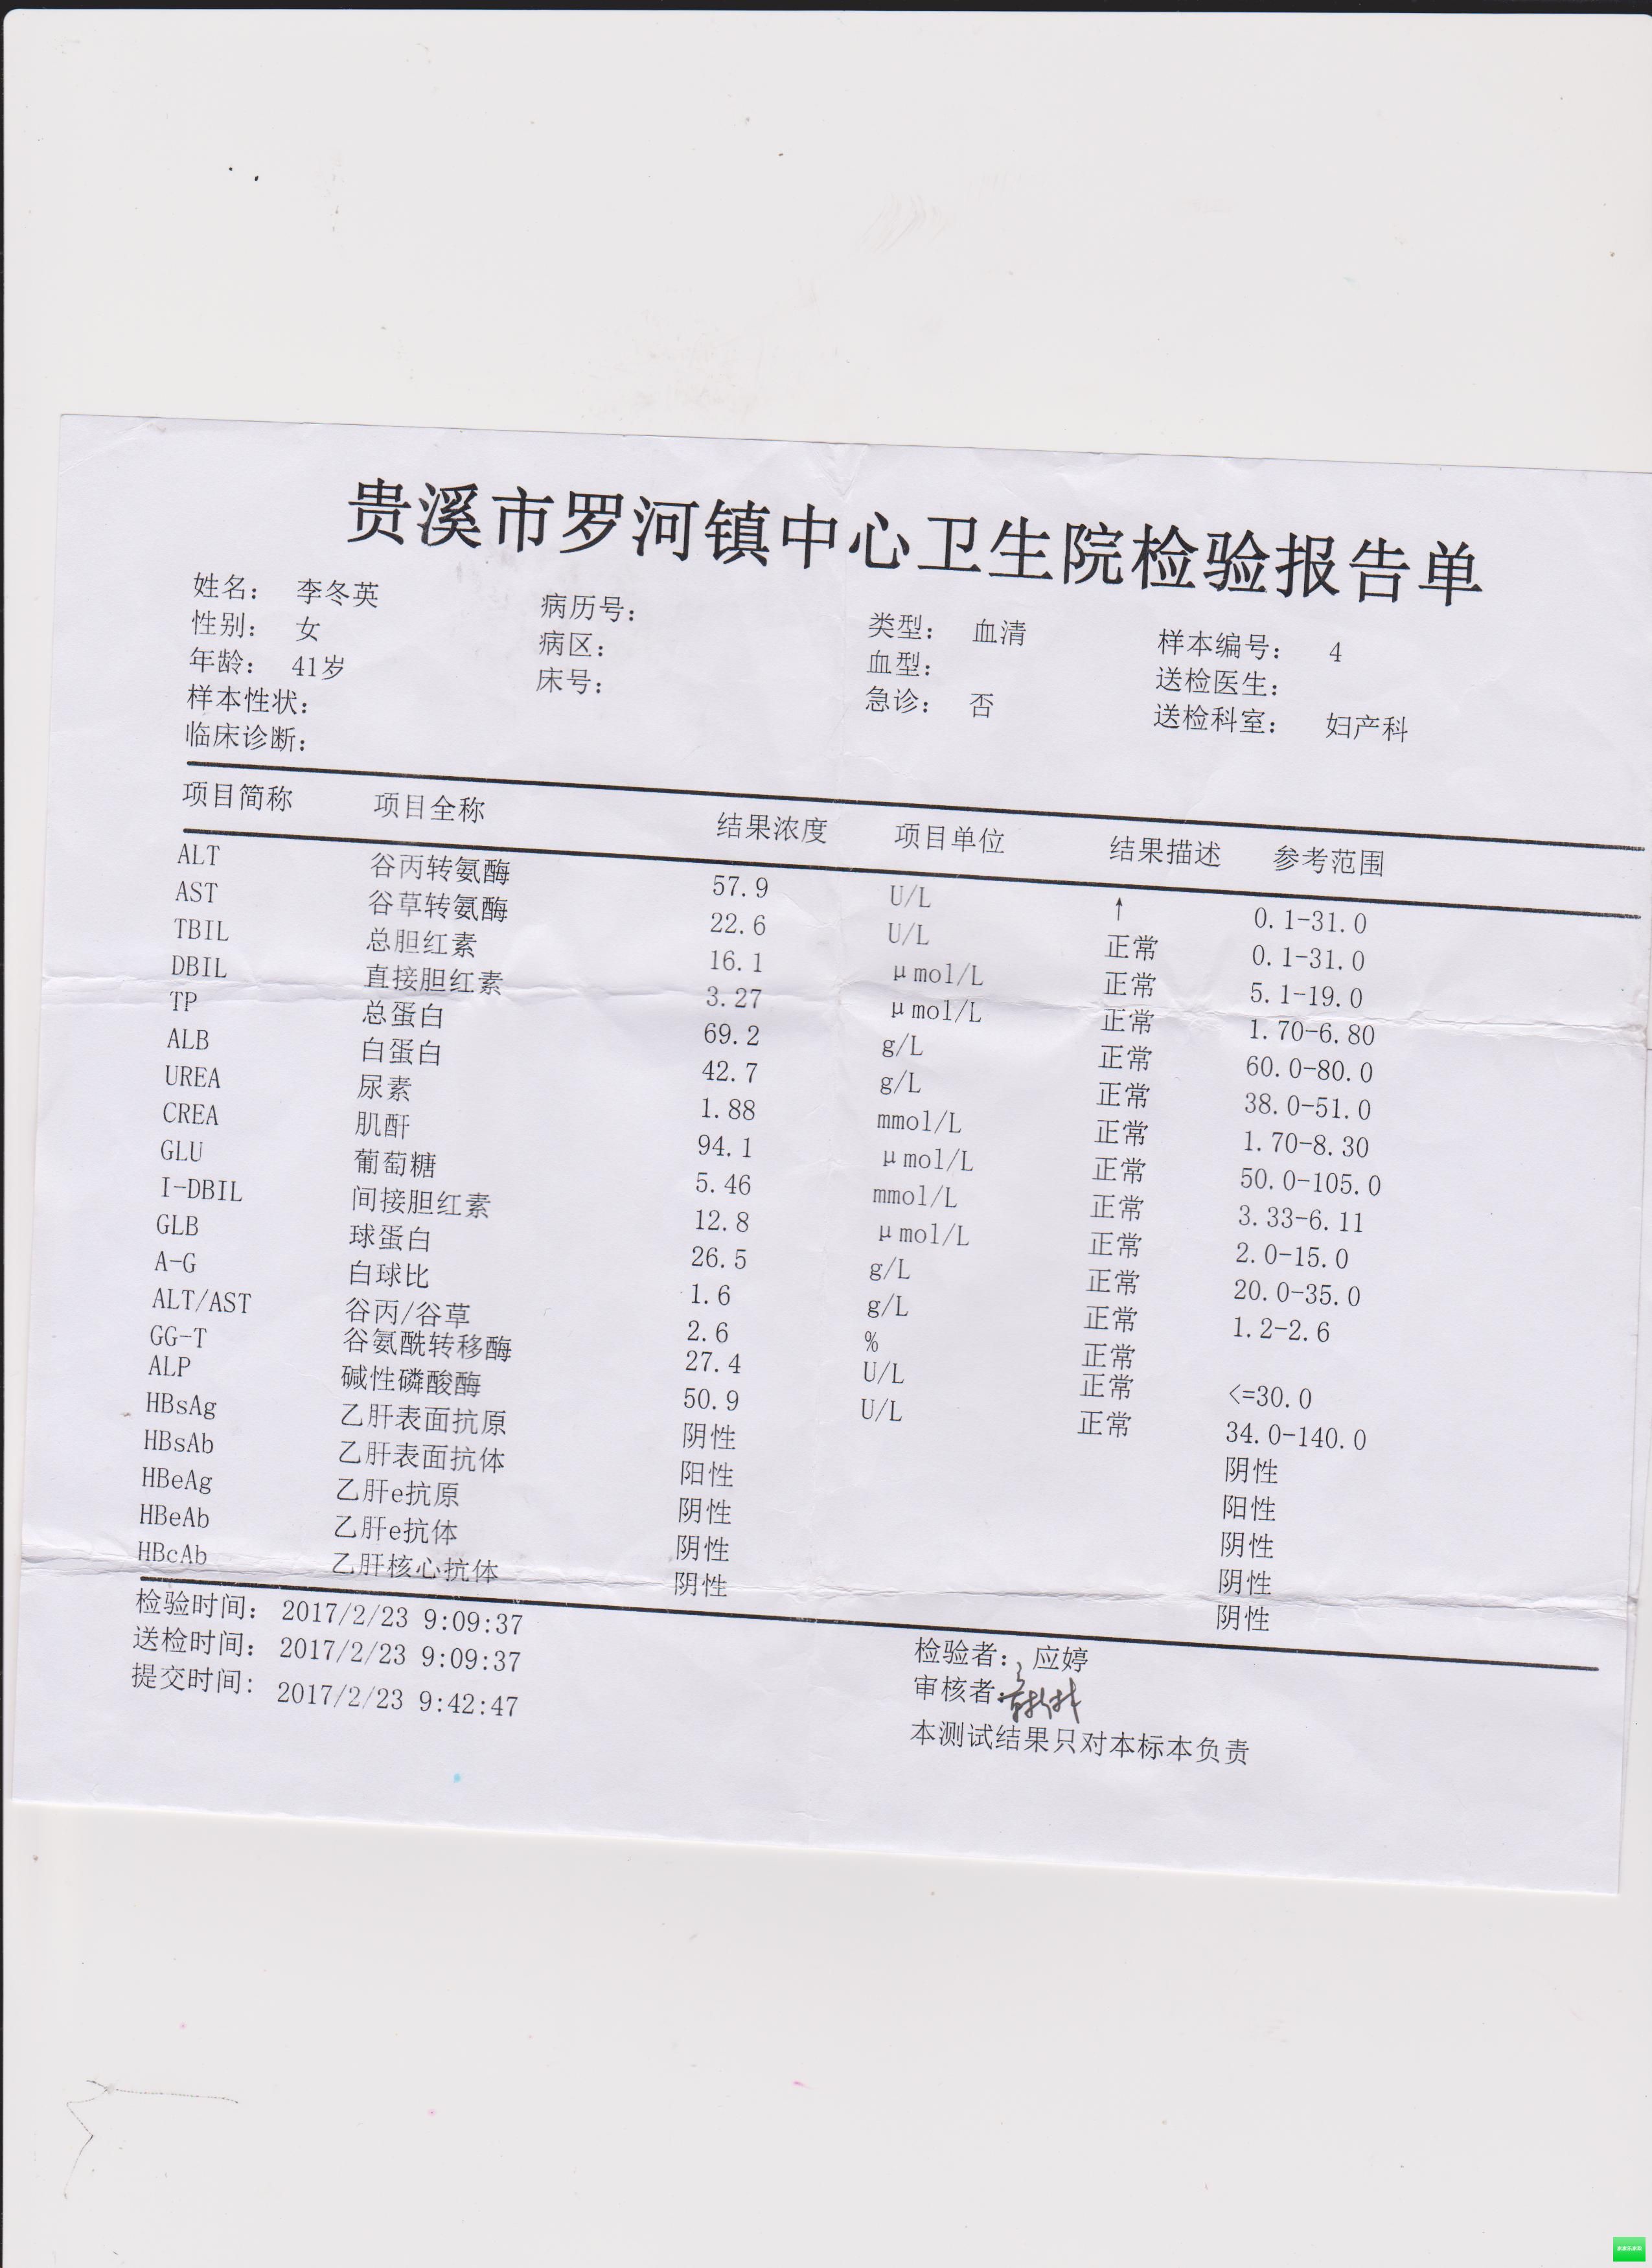 贵溪市罗河镇中心卫生院检验报告单
姓名： 李冬英 病历号： 类型： 血清 样本编号： 4
性别： 女 病区： 血型： 送检医生：
年龄： 41岁 床号： 急诊： 否 送检科室： 妇产科
样本性状：
临床诊断：
项目简称 项目全称 结果浓度 项目单位 结果描述 参考范围
ALT 谷丙转氨酶 57.9 U/L ↑ 0.1-31.0
AST 谷草转氨酶 22.6 U/L 正常 0.1-31.0
TBIL 总胆红素 16.1 μmol/L 正常 5.1-19.0
DBIL 直接胆红素 3.27 μmol/L 正常 1.70-6.80
TP 总蛋白 69.2 g/L 正常 60.0-80.0
ALB 白蛋白 42.7 g/L 正常 38.0-51.0
UREA 尿素 1.88 mmol/L 正常 1.70-8.30
CREA 肌酐 94.1 μmol/L 正常 50.0-105.0
GLU 葡萄糖 5.46 mmol/L 正常 3.33-6.11
I-DBIL 间接胆红素 12.8 μmol/L 正常 2.0-15.0
GLB 球蛋白 26.5 g/L 正常 20.0-35.0
A-G 白球比 1.6 g/L 正常 1.2-2.6
ALT/AST 谷丙/谷草 2.6 % 正常
GG-T 谷氨酰转移酶 27.4 U/L 正常 <=30.0
ALP 碱性磷酸酶 50.9 U/L 正常 34.0-140.0
HBsAg 乙肝表面抗原 阴性 阴性
HBsAb 乙肝表面抗体 阳性 阳性
HBeAg 乙肝e抗原 阴性 阴性
HBeAb 乙肝e抗体 阴性 阴性
HBcAb 乙肝核心抗体 阴性 阴性
检验时间： 2017/2/23 9:09:37 检验者： 应婷
送检时间： 2017/2/23 9:09:37 审核者：
提交时间： 2017/2/23 9:42:47 本测试结果只对本标本负责